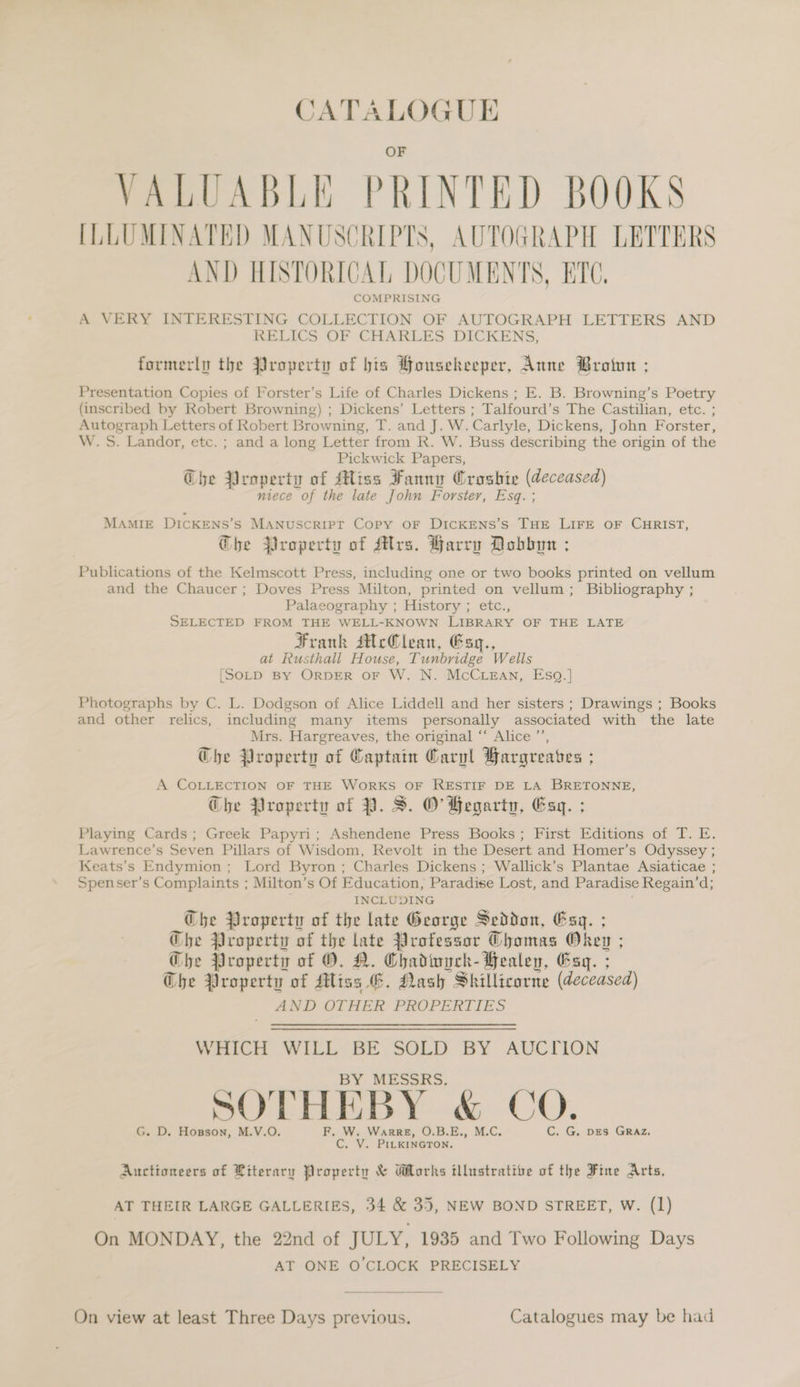 CATALOGUE
OF
VALUABLE PRINTED BOOKS
ILLUMINATED MANUSCRIPTS, AUTOGRAPH LETTERS
AND HISTORICAL DOCUMENTS, ETC.
COMPRISING
A VERY INTERESTING COLLECTION OF AUTOGRAPH LETTERS AND
RELICS OF CHARLES DICKENS,
formerly the Property of his Housekeeper, Anne Brown ;
Presentation Copies of Forster's Life of Charles Dickens ; E. B. Browning's Poetry
(inscribed by Robert Browning) ; Dickens' Letters ; Talfourd's The Castilian, etc. ;
Autograph Letters of Robert Browning, T. and J. W. Carlyle, Dickens, John Forster,
W. S. Landor, etc. ; and a long Letter from R. W. Buss describing the origin of the
Pickwick Papers,
The Property of Miss Fanny Crosbie (deceased)
niece of the late John Forster, Esq. ;
MAMIE DICKENS'S MANUSCRIPT COPY OF DICKENS'S THE LIFE OF CHRIST,
The Property of Mrs. Harry Dobbyn :
Publications of the Kelmscott Press, including one or two books printed on vellum
and the Chaucer ; Doves Press Milton, printed on vellum ; Bibliography ;
Palaeography ; History ; etc.,
SELECTED FROM THE WELL-KNOWN LIBRARY OF THE LATE
Frank McClean, Esq.,
at Rusthall House, Tunbridge Wells
[SOLD BY ORDER OF W. N. MCCLEAN, ESQ.]
Photographs by C. L. Dodgson of Alice Liddell and her sisters ; Drawings ; Books
and other relics, including many items personally associated with the late
Mrs. Hargreaves, the original " Alice ",
The Property of Captain Caryl Hargreaves ;
A COLLECTION OF THE WORKS OF RESTIF DE LA BRETONNE,
The Property of P. S. O'Hegarty, Esq. ;
Playing Cards ; Greek Papyri ; Ashendene Press Books ; First Editions of T. E.
Lawrence's Seven Pillars of Wisdom, Revolt in the Desert and Homer's Odyssey ;
Keats's Endymion ; Lord Byron ; Charles Dickens ; Wallick's Plantae Asiaticae ;
Spenser's Complaints ; Milton's Of Education, Paradise Lost, and Paradise Regain'd;
INCLUDING
The Property of the late George Seddon, Esq. ;
The Property of the late Professor Thomas Okey ;
The Property of O. N. Chadwyck-Healey, Esq. ;
The Property of Miss E. Nash Skillicorne (deceased)
AND OTHER PROPERTIES
WHICH WILL BE SOLD BY AUCTION
BY MESSRS.
SOTHEBY & CO.
G. D. HOBSON, M.V.O. F. W. WARRE, O.B.E., M.C. C. G. DES GRAZ.
C. V. PILKINGTON.
Auctioneers of Literary Property & Works illustrative of the Fine Arts,
AT THEIR LARGE GALLERIES, 34 & 35, NEW BOND STREET, W. (1)
On MONDAY, the 22nd of JULY, 1935 and Two Following Days
AT ONE O'CLOCK PRECISELY
On view at least Three Days previous. Catalogues may be had